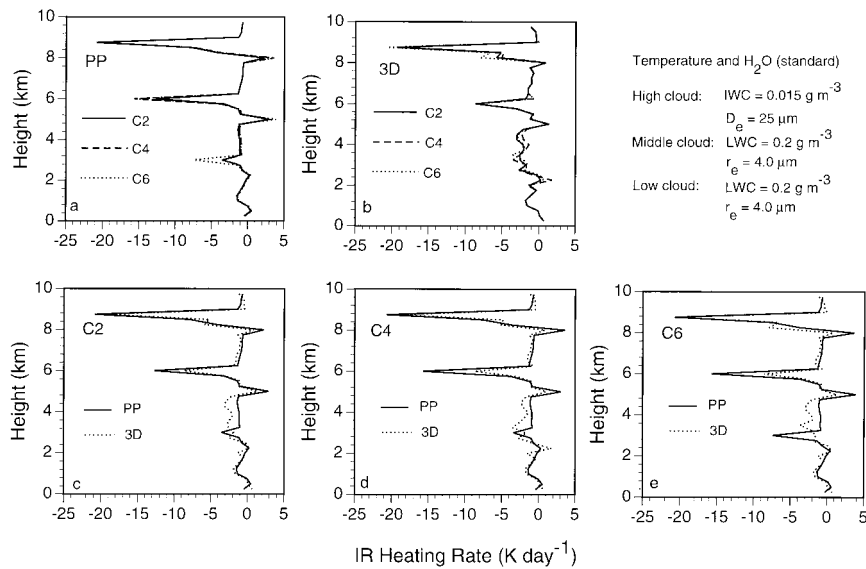 10
8
6
4
2
0
Height (km)
PP
C2
C4
C6
a
-25 -20 -15 -10 -5 0 5
10
8
6
4
2
0
Height (km)
3D
C2
C4
C6
b
-25 -20 -15 -10 -5 0 5
Temperature and H₂O (standard)
High cloud: IWC = 0.015 g m⁻³
Dₑ = 25 μm
Middle cloud: LWC = 0.2 g m⁻³
rₑ = 4.0 μm
Low cloud: LWC = 0.2 g m⁻³
rₑ = 4.0 μm
10
8
6
4
2
0
Height (km)
C2
PP
3D
c
-25 -20 -15 -10 -5 0 5
10
8
6
4
2
0
Height (km)
C4
PP
3D
d
-25 -20 -15 -10 -5 0 5
10
8
6
4
2
0
Height (km)
C6
PP
3D
e
-25 -20 -15 -10 -5 0 5
IR Heating Rate (K day⁻¹)